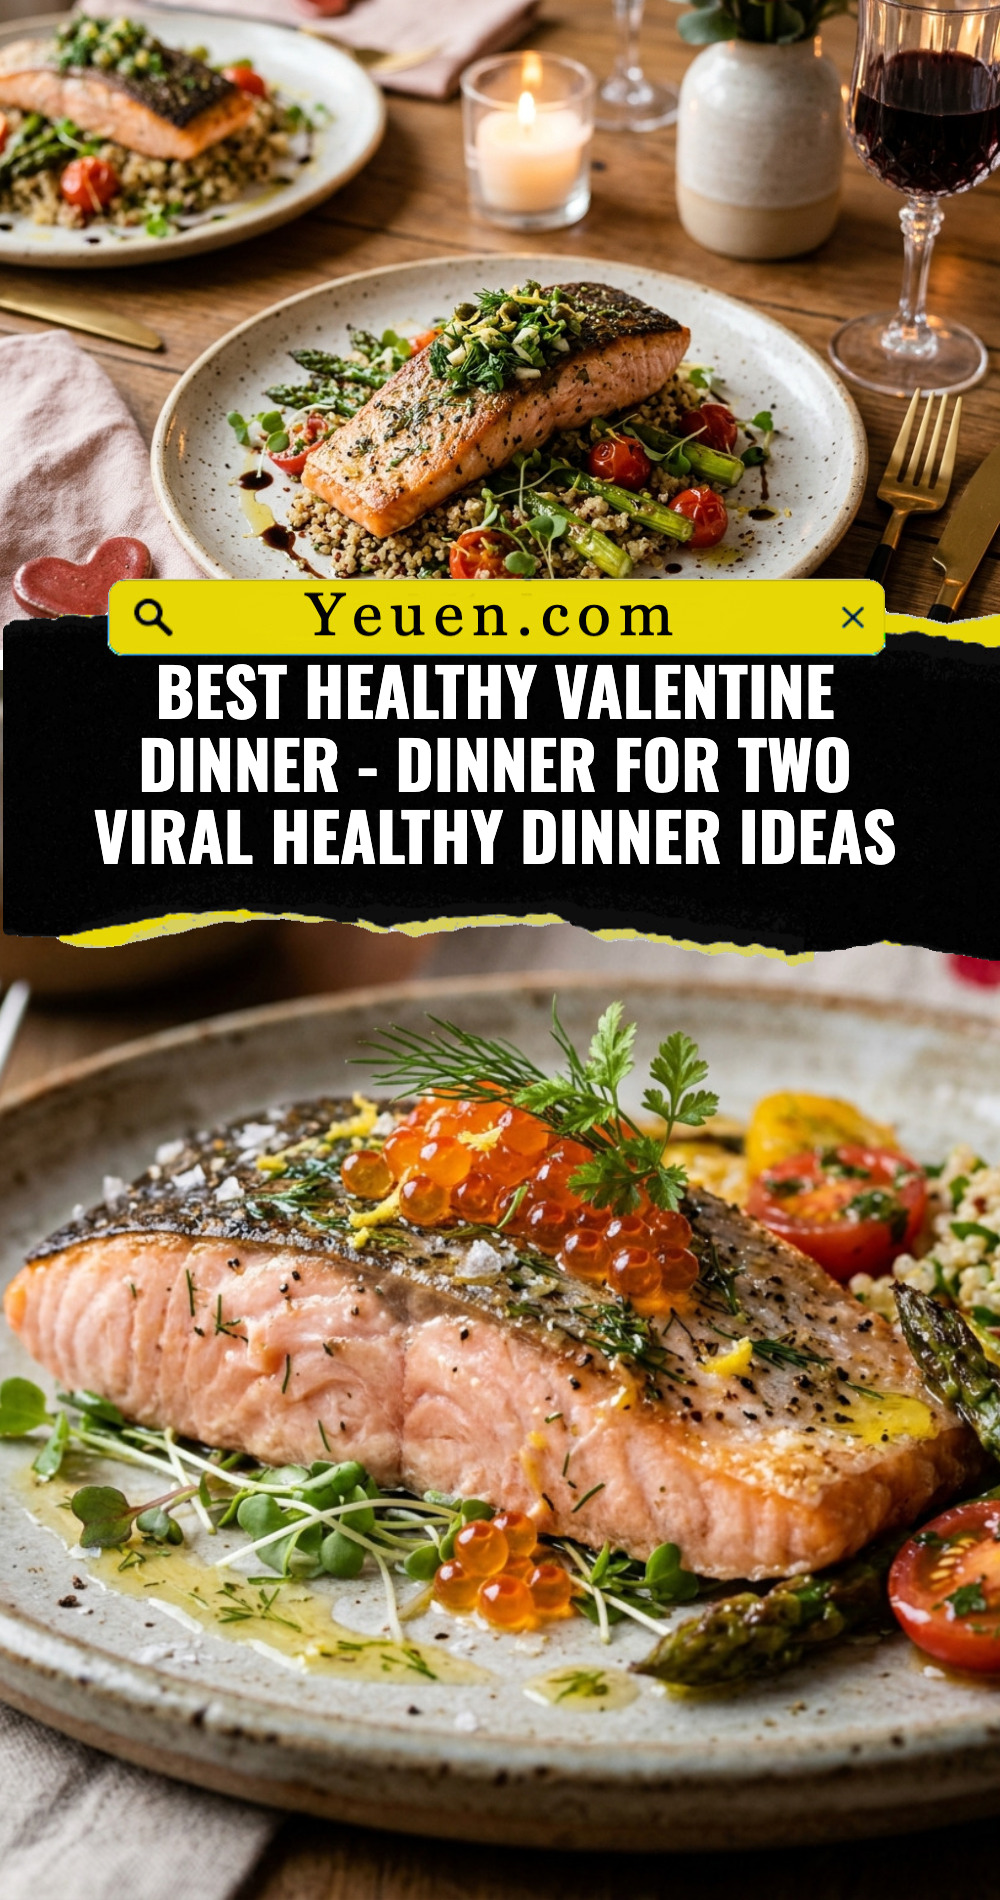 Yeuen.com
BEST HEALTHY VALENTINE
DINNER - DINNER FOR TWO
VIRAL HEALTHY DINNER IDEAS